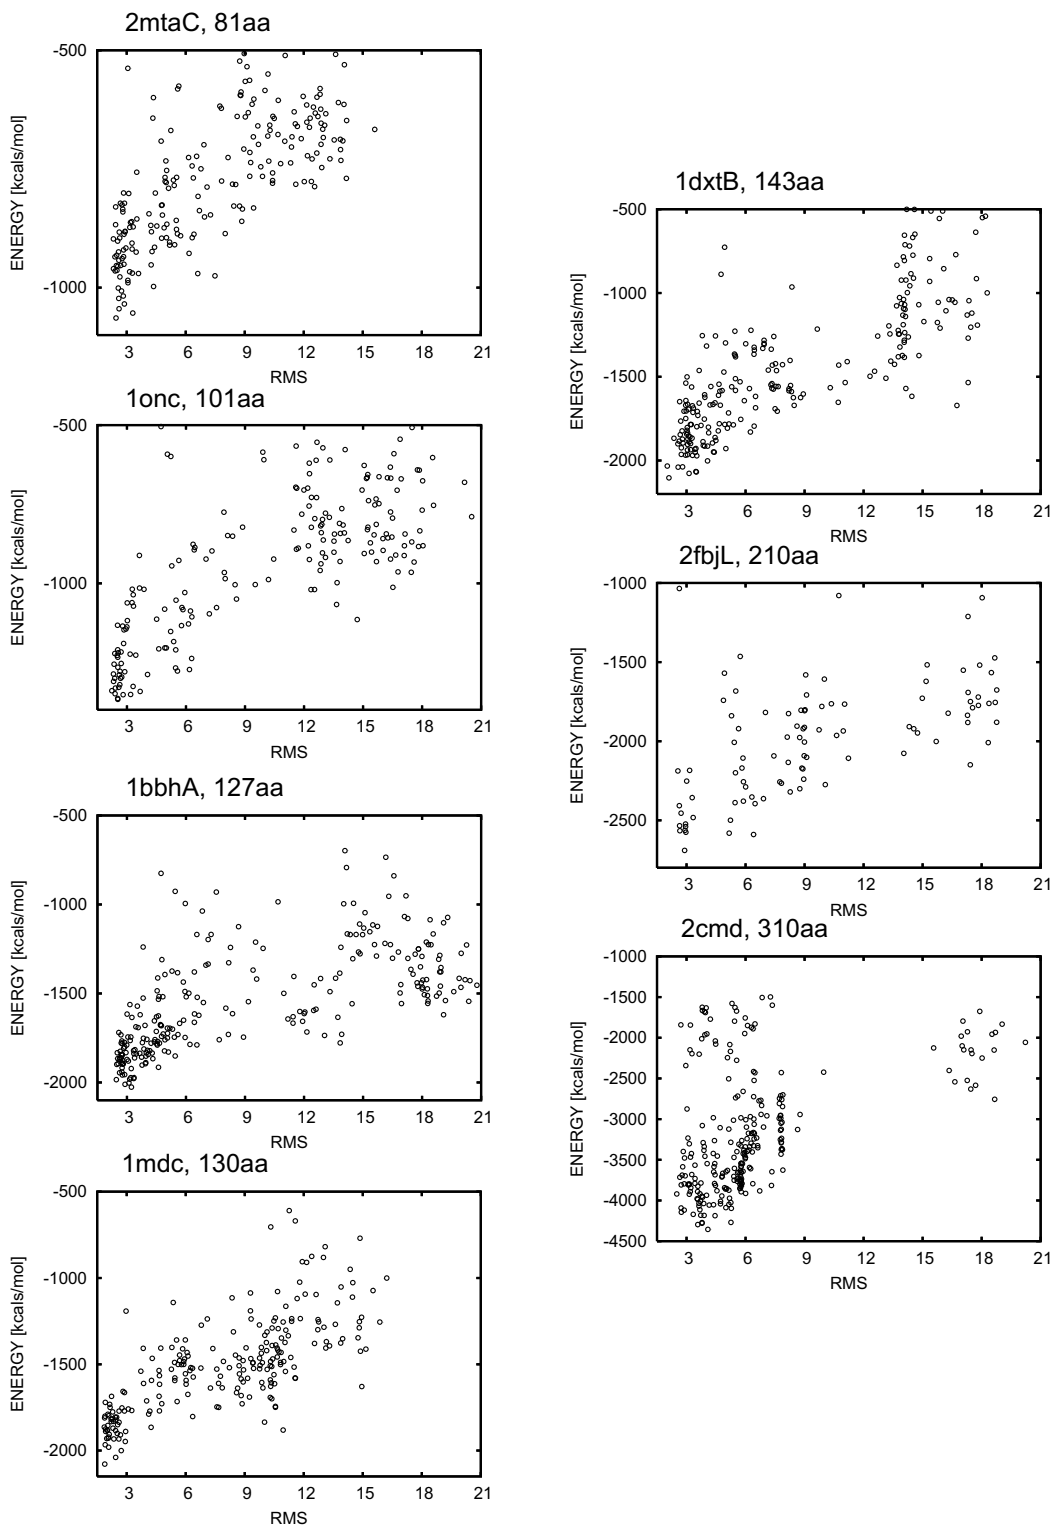 2mtaC, 81aa
ENERGY [kcals/mol]
-500
-1000
3 6 9 12 15 18 21
RMS
1onc, 101aa
ENERGY [kcals/mol]
-500
-1000
3 6 9 12 15 18 21
RMS
1bbhA, 127aa
ENERGY [kcals/mol]
-500
-1000
-1500
-2000
3 6 9 12 15 18 21
RMS
1mdc, 130aa
ENERGY [kcals/mol]
-500
-1000
-1500
-2000
3 6 9 12 15 18 21
RMS
1dxtB, 143aa
ENERGY [kcals/mol]
-500
-1000
-1500
-2000
3 6 9 12 15 18 21
RMS
2fbjL, 210aa
ENERGY [kcals/mol]
-1000
-1500
-2000
-2500
3 6 9 12 15 18 21
RMS
2cmd, 310aa
ENERGY [kcals/mol]
-1000
-1500
-2000
-2500
-3000
-3500
-4000
-4500
3 6 9 12 15 18 21
RMS